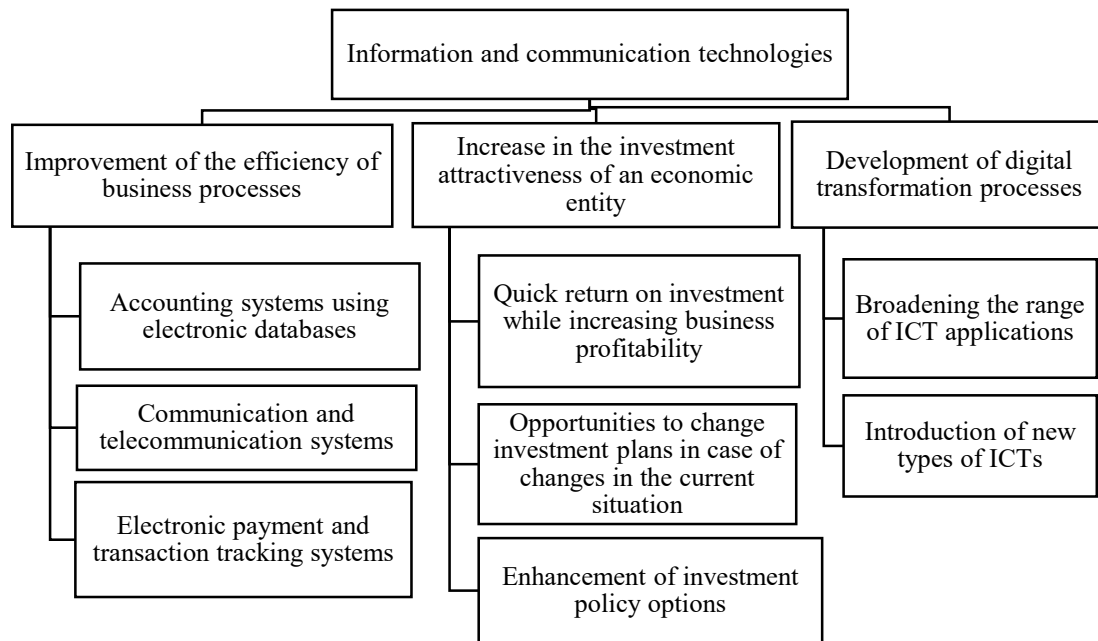 Information and communication technologies
Improvement of the efficiency of
business processes
Increase in the investment
attractiveness of an economic
entity
Development of digital
transformation processes
Accounting systems using
electronic databases
Communication and
telecommunication systems
Electronic payment and
transaction tracking systems
Quick return on investment
while increasing business
profitability
Opportunities to change
investment plans in case of
changes in the current
situation
Enhancement of investment
policy options
Broadening the range
of ICT applications
Introduction of new
types of ICTs